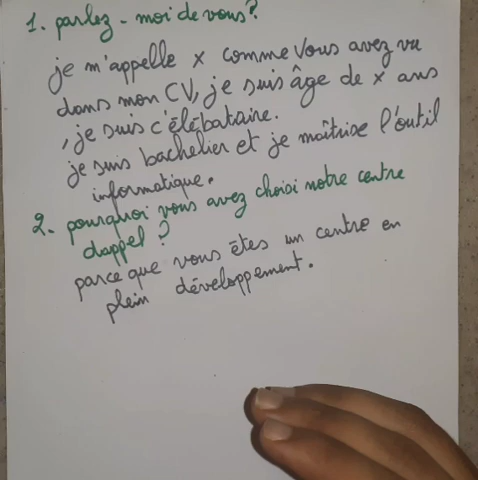 1. parlez-moi de vous?
je m'appelle x comme vous avez vu
dans mon CV, je suis âge de x ans
, je suis c'élébataire.
je suis bachelier et je maîtrise l'outil
informatique.
2. pourquoi vous avez choisi notre centre
d'appel ?
parce que vous êtes un centre en
plein développement.